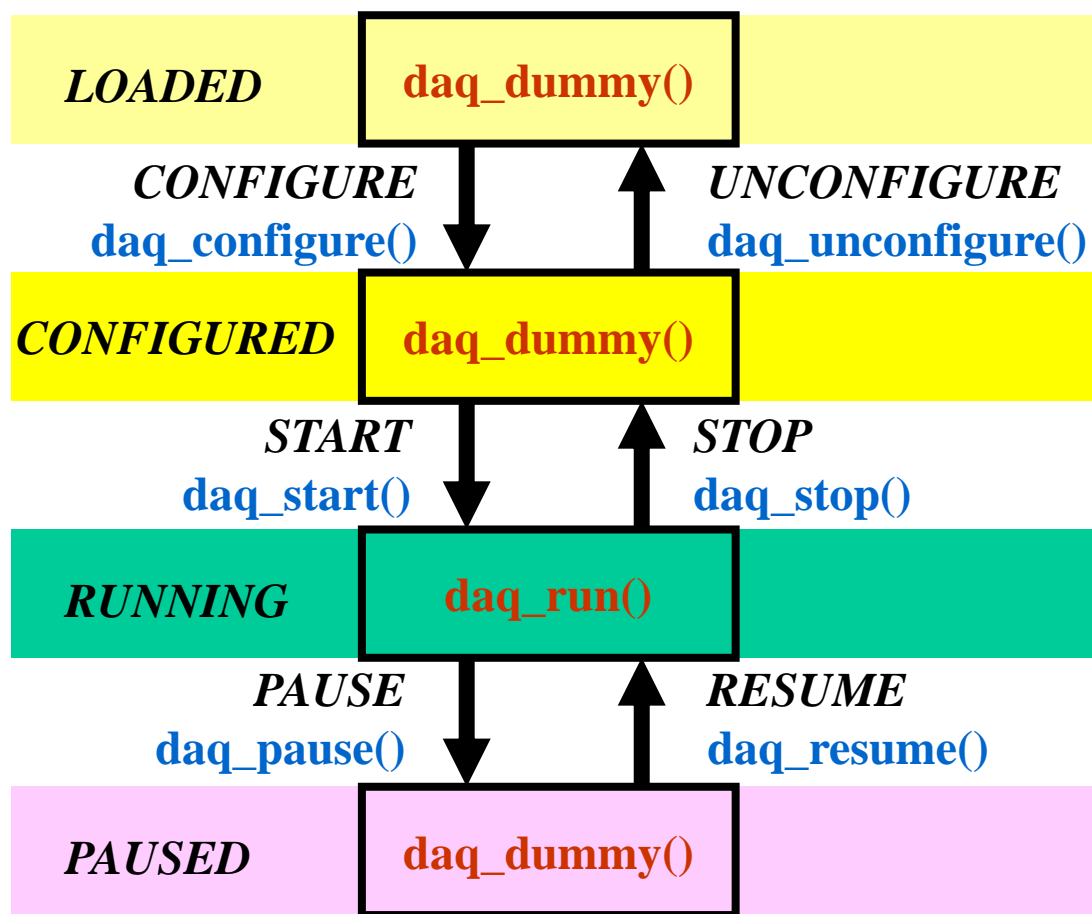 LOADED
daq_dummy()
CONFIGURE
daq_configure()
UNCONFIGURE
daq_unconfigure()
CONFIGURED
daq_dummy()
START
daq_start()
STOP
daq_stop()
RUNNING
daq_run()
PAUSE
daq_pause()
RESUME
daq_resume()
PAUSED
daq_dummy()